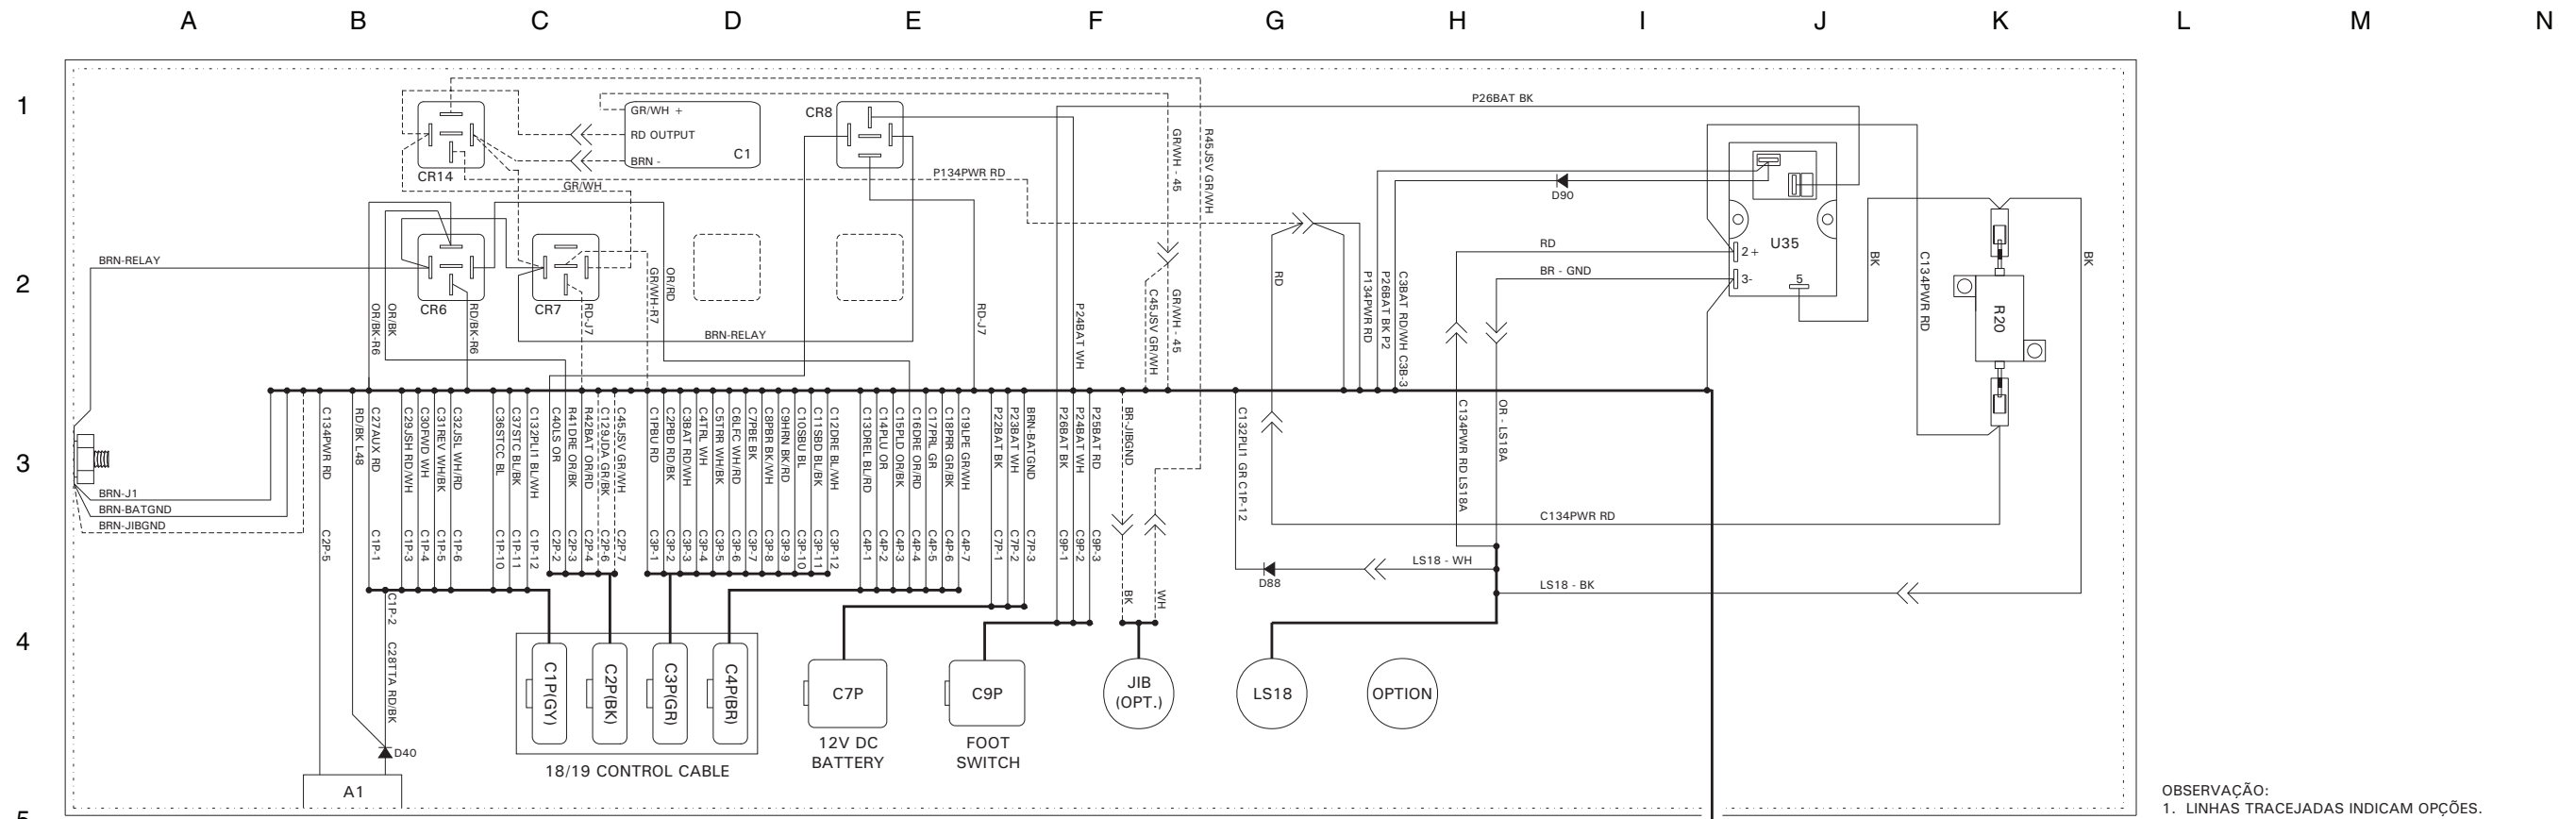 A B C D E F G H I J K L M N
1
2
3
4
5
GR/WH +
RD OUTPUT
BRN -
C1
CR14
CR8
GR/WH
P134PWR RD
GR/WH - 45
R45JSV GR/WH
P26BAT BK
D90
U35
2+
3-
5
BRN-RELAY
OR/BK-R6
OR/BK
CR6
RD/BK-R6
CR7
RD-J7
GR/WH-R7
OR/RD
BRN-RELAY
RD-J7
P24BAT WH
C45JSV GR/WH
GR/WH - 45
RD
P134PWR RD
P26BAT BK P2
C3BAT RD/WH C3B-3
RD
BR - GND
BK
C134PWR RD
R20
BK
BRN-J1
BRN-BATGND
BRN-JIBGND
C134PWR RD C2P-5
RD/BK L48
C27AUX RD C1P-1
C29JSH RD/WH C1P-3
C30FWD WH C1P-4
C31REV WH/BK C1P-5
C32JSL WH/RD C1P-6
C36STCC BL C1P-10
C37STC BL/BK C1P-11
C132PLI1 BL/WH C1P-12
C40LS OR C2P-2
R41DRE OR/BK C2P-3
R42BAT OR/RD C2P-4
C129JDA GR/BK C2P-6
C45JSV GR/WH C2P-7
C1PBU RD C3P-1
C2PBD RD/BK C3P-2
C3BAT RD/WH C3P-3
C4TRL WH C3P-4
C5TRR WH/BK C3P-5
C6LFC WH/RD C3P-6
C7PBE BK C3P-7
C8PBR BK/WH C3P-8
C9HRN BK/RD C3P-9
C10SBU BL C3P-10
C11SBD BL/BK C3P-11
C12DRE BL/WH C3P-12
C13DREL BL/RD C4P-1
C14PLU OR C4P-2
C15PLD OR/BK C4P-3
C16DRE OR/RD C4P-4
C17PRL GR C4P-5
C18PRR GR/BK C4P-6
C19LPE GR/WH C4P-7
P22BAT BK C7P-1
P23BAT WH C7P-2
BRN-BATGND C7P-3
P26BAT BK C9P-1
P24BAT WH C9P-2
P25BAT RD C9P-3
BR-JIBGND
BK
WH
C132PLI1 GR C1P-12
C134PWR RD LS18A
OR - LS18A
C134PWR RD
LS18 - WH
D88
LS18 - BK
C1P-2 C28TTA RD/BK
D40
A1
C1P(GY)
C2P(BK)
C3P(GR)
C4P(BR)
18/19 CONTROL CABLE
C7P
12V DC
BATTERY
C9P
FOOT
SWITCH
JIB
(OPT.)
LS18
OPTION
OBSERVAÇÃO:
1. LINHAS TRACEJADAS INDICAM OPÇÕES.